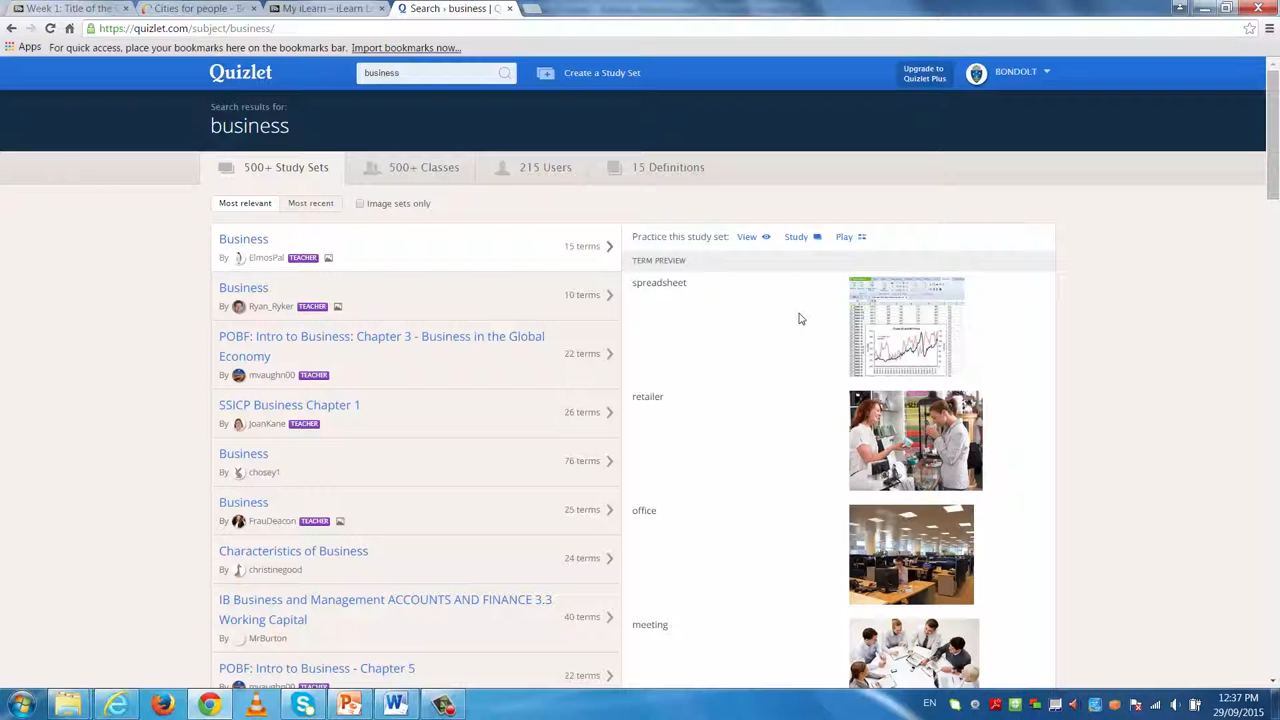 Week 1: Title of the
Cities for people - E
My iLearn – iLearn L
Search › business | Q
https://quizlet.com/subject/business/
Apps For quick access, place your bookmarks here on the bookmarks bar. Import bookmarks now...
Quizlet
business
Create a Study Set
Upgrade to
Quizlet Plus
BONDOLT
Search results for:
business
500+ Study Sets
500+ Classes
215 Users
15 Definitions
Most relevant
Most recent
Image sets only
Business
By ElmosPal TEACHER
15 terms
Business
By Ryan_Ryker TEACHER
10 terms
POBF: Intro to Business: Chapter 3 - Business in the Global
Economy
By mvaughn00 TEACHER
22 terms
SSICP Business Chapter 1
By JoanKane TEACHER
26 terms
Business
By chosey1
76 terms
Business
By FrauDeacon TEACHER
25 terms
Characteristics of Business
By christinegood
24 terms
IB Business and Management ACCOUNTS AND FINANCE 3.3
Working Capital
By MrBurton
40 terms
POBF: Intro to Business - Chapter 5
By mvaughn00 TEACHER
22 terms
Practice this study set: View Study Play
TERM PREVIEW
spreadsheet
retailer
office
meeting
EN
12:37 PM
29/09/2015